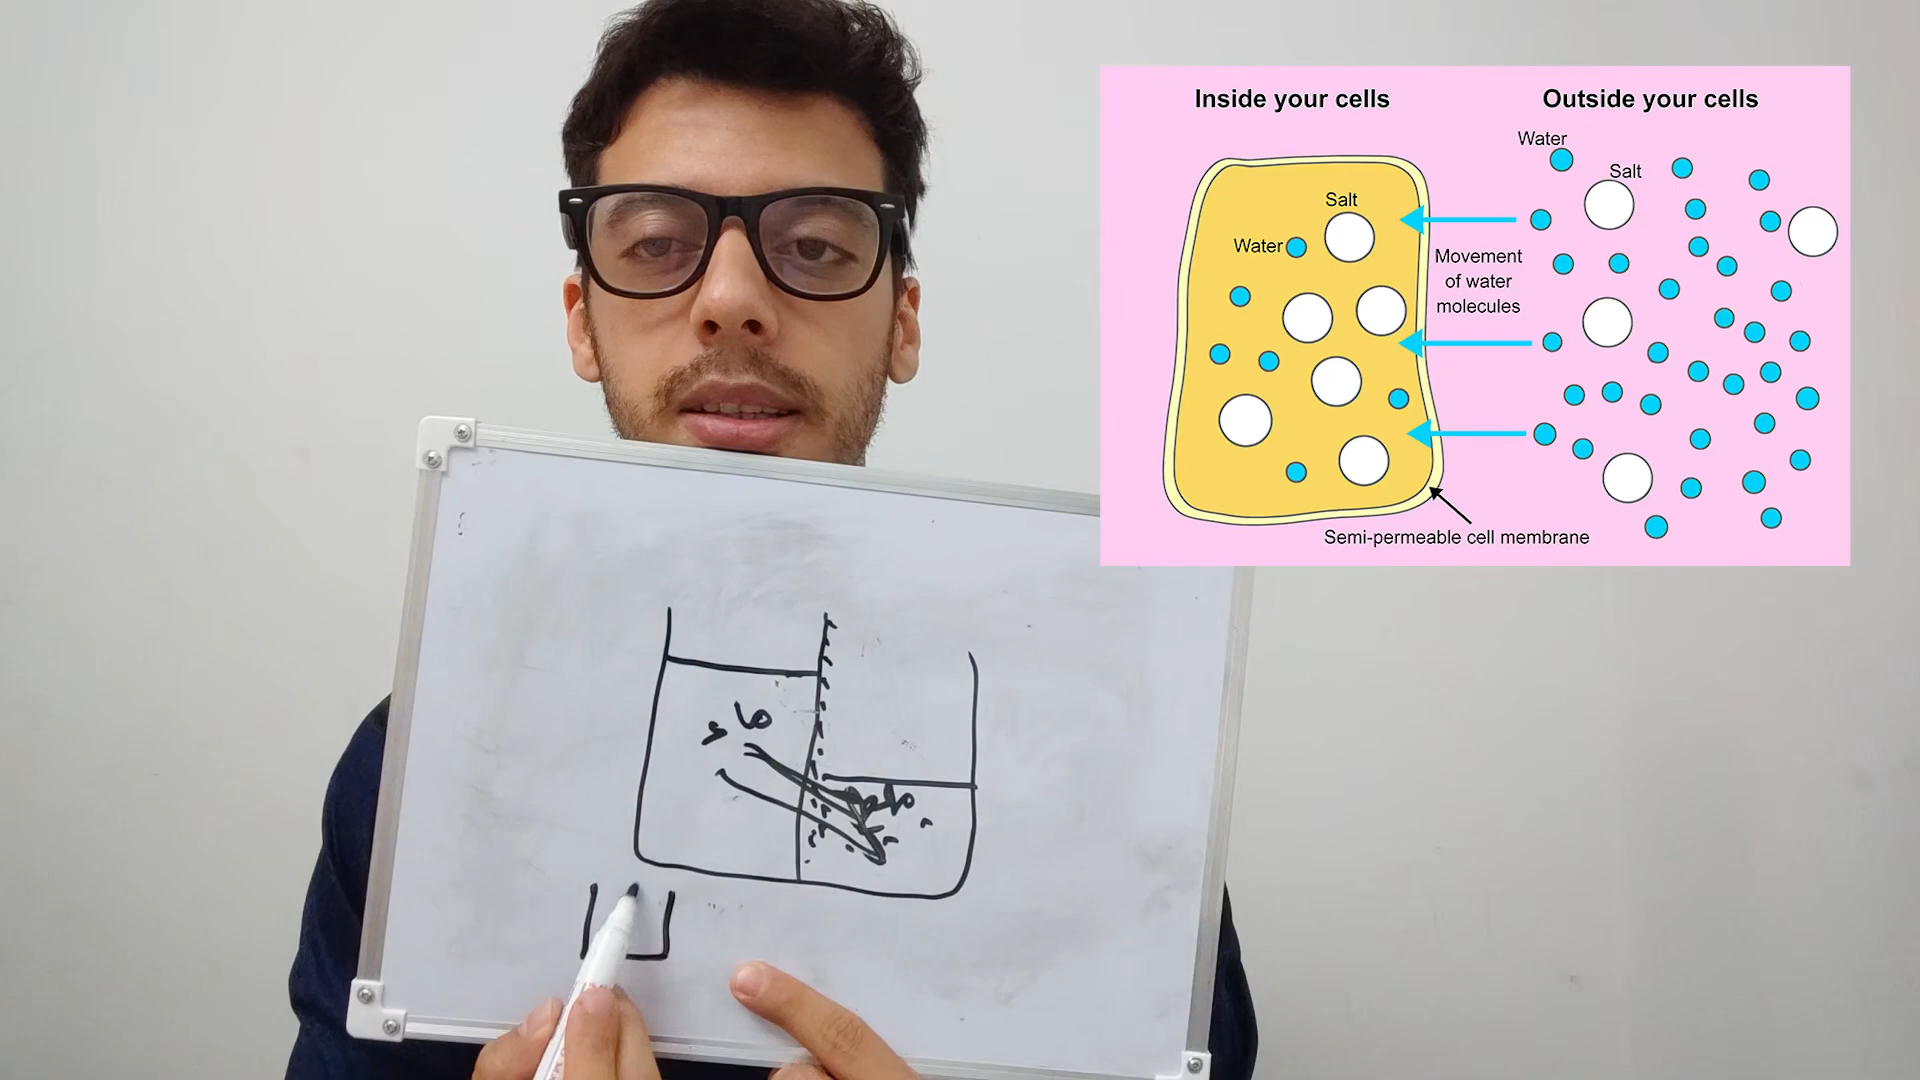 Inside your cells
Outside your cells
Water
Salt
Salt
Water
Movement
of water
molecules
Semi-permeable cell membrane